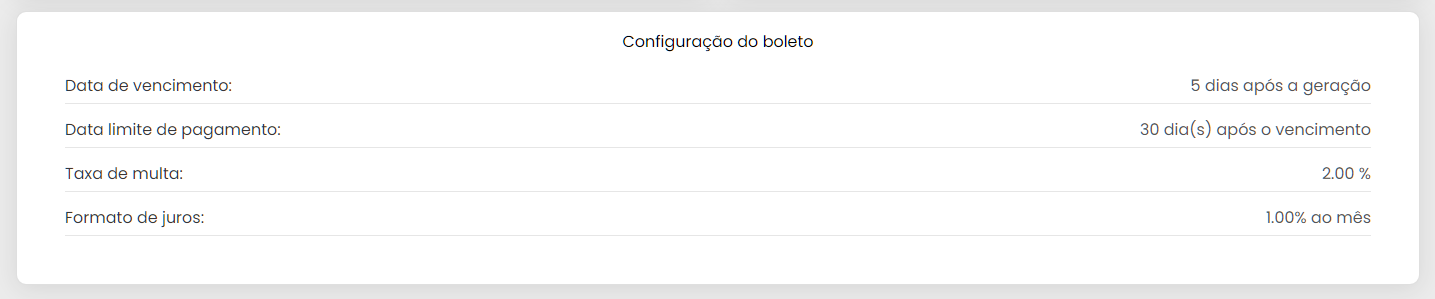 Configuração do boleto
Data de vencimento: 5 dias após a geração
Data limite de pagamento: 30 dia(s) após o vencimento
Taxa de multa: 2.00 %
Formato de juros: 1.00% ao mês